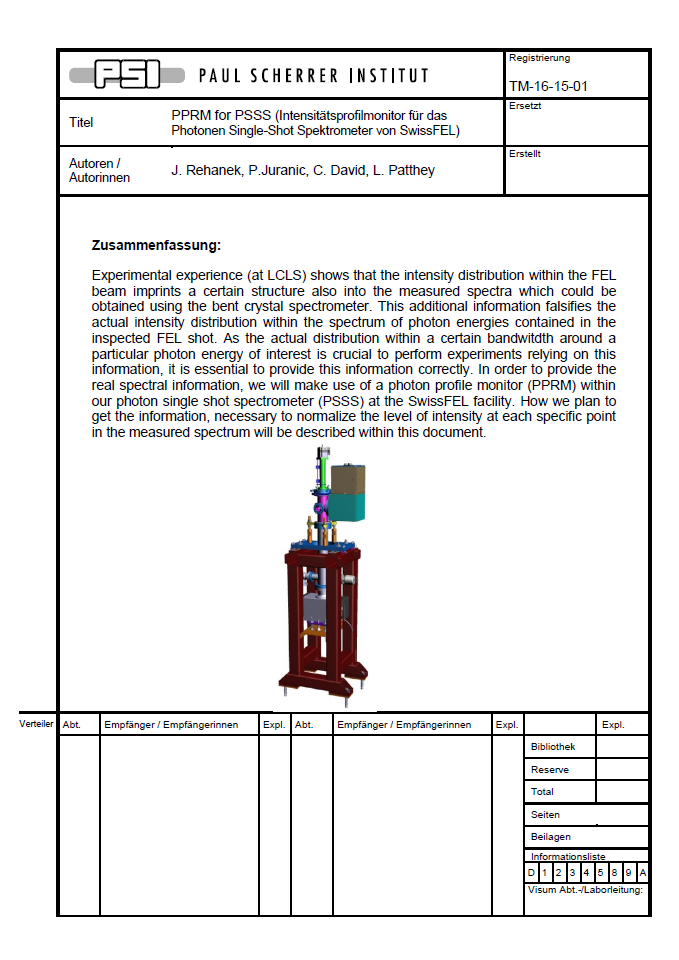 PSI PAUL SCHERRER INSTITUT
Registrierung
TM-16-15-01
Titel
PPRM for PSSS (Intensitätsprofilmonitor für das
Photonen Single-Shot Spektrometer von SwissFEL)
Ersetzt
Autoren /
Autorinnen
J. Rehanek, P.Juranic, C. David, L. Patthey
Erstellt
Zusammenfassung:
Experimental experience (at LCLS) shows that the intensity distribution within the FEL
beam imprints a certain structure also into the measured spectra which could be
obtained using the bent crystal spectrometer. This additional information falsifies the
actual intensity distribution within the spectrum of photon energies contained in the
inspected FEL shot. As the actual distribution within a certain bandwitdth around a
particular photon energy of interest is crucial to perform experiments relying on this
information, it is essential to provide this information correctly. In order to provide the
real spectral information, we will make use of a photon profile monitor (PPRM) within
our photon single shot spectrometer (PSSS) at the SwissFEL facility. How we plan to
get the information, necessary to normalize the level of intensity at each specific point
in the measured spectrum will be described within this document.
Verteiler Abt. Empfänger / Empfängerinnen Expl. Abt. Empfänger / Empfängerinnen Expl. Expl.
Bibliothek
Reserve
Total
Seiten
Beilagen
Informationsliste
D 1 2 3 4 5 8 9 A
Visum Abt.-/Laborleitung: